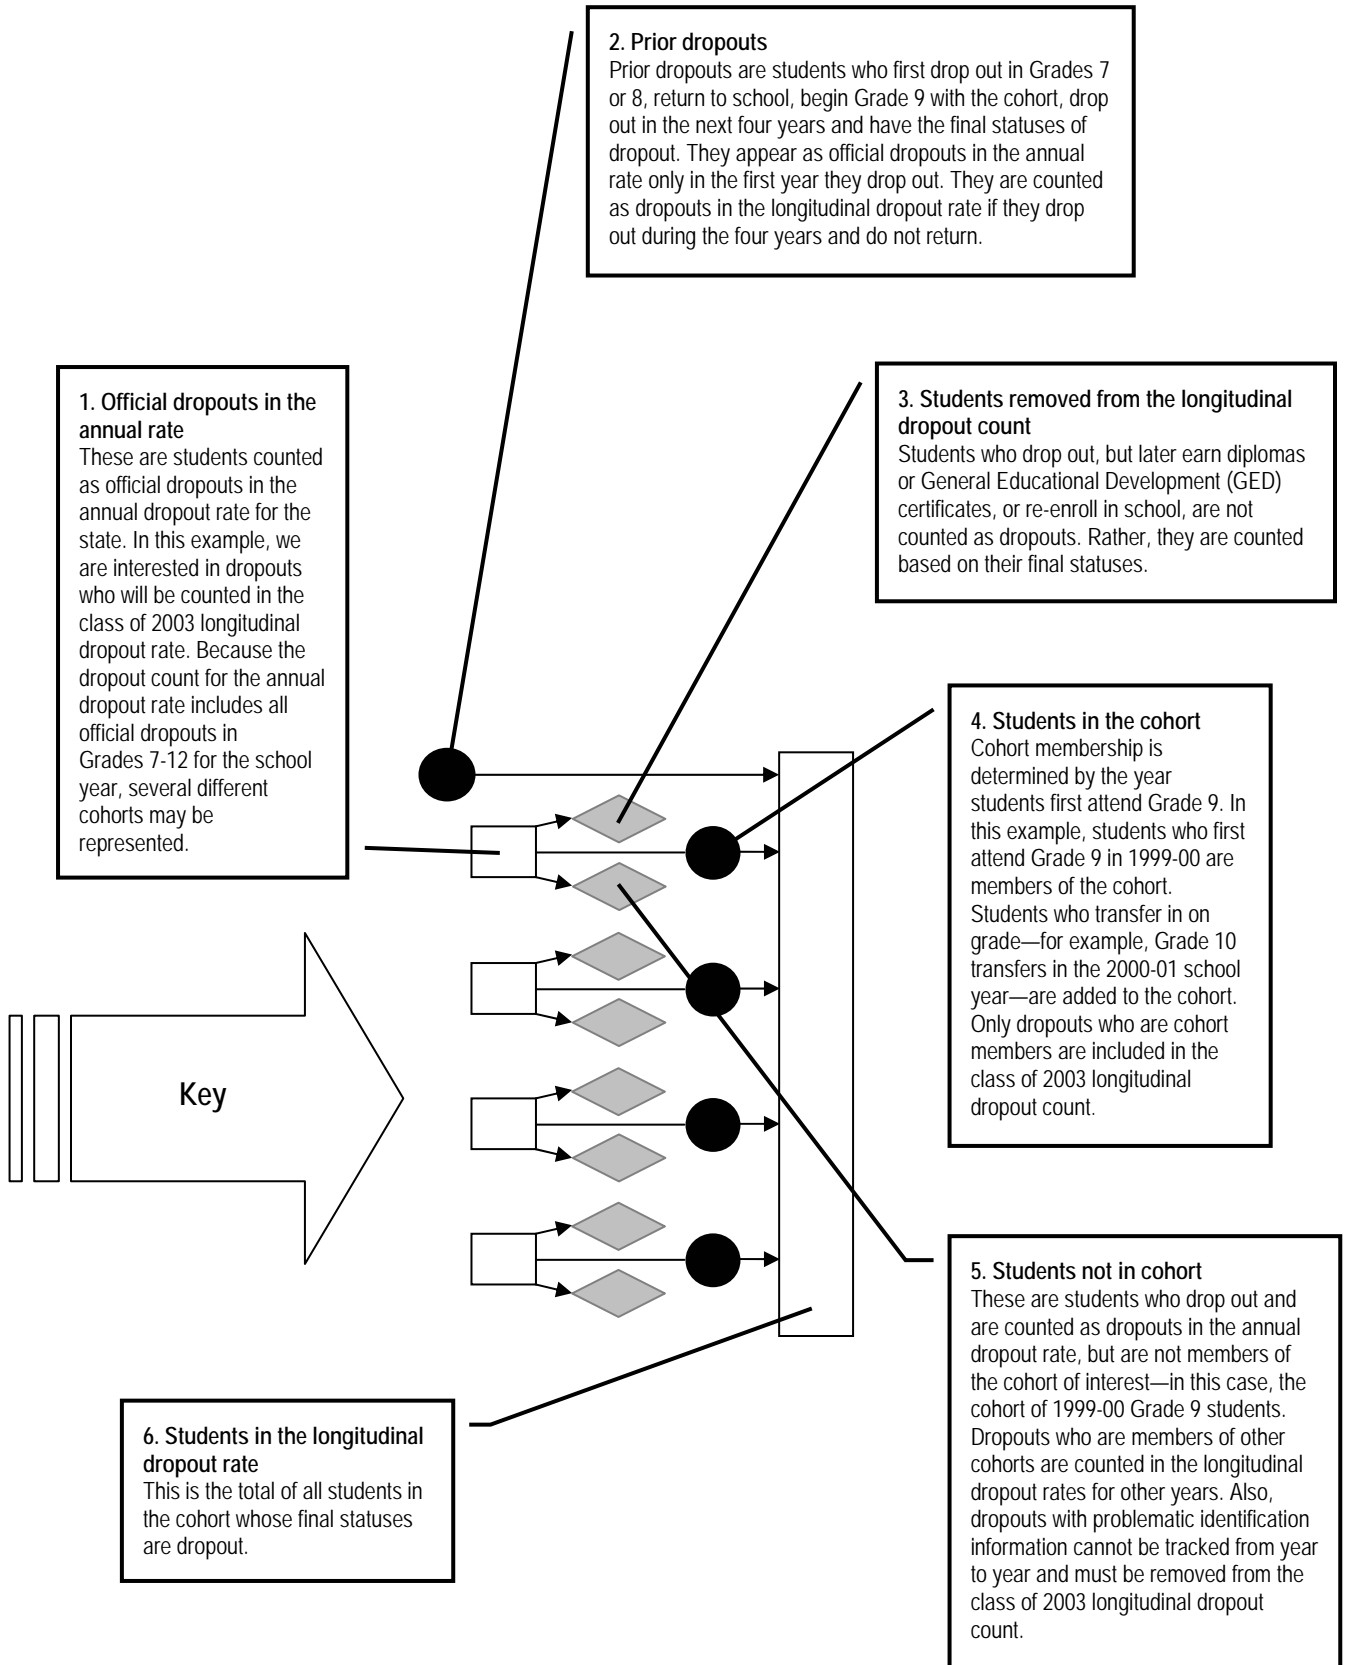 2. Prior dropouts
Prior dropouts are students who first drop out in Grades 7
or 8, return to school, begin Grade 9 with the cohort, drop
out in the next four years and have the final statuses of
dropout. They appear as official dropouts in the annual
rate only in the first year they drop out. They are counted
as dropouts in the longitudinal dropout rate if they drop
out during the four years and do not return.
1. Official dropouts in the
annual rate
These are students counted
as official dropouts in the
annual dropout rate for the
state. In this example, we
are interested in dropouts
who will be counted in the
class of 2003 longitudinal
dropout rate. Because the
dropout count for the annual
dropout rate includes all
official dropouts in
Grades 7-12 for the school
year, several different
cohorts may be
represented.
3. Students removed from the longitudinal
dropout count
Students who drop out, but later earn diplomas
or General Educational Development (GED)
certificates, or re-enroll in school, are not
counted as dropouts. Rather, they are counted
based on their final statuses.
4. Students in the cohort
Cohort membership is
determined by the year
students first attend Grade 9. In
this example, students who first
attend Grade 9 in 1999-00 are
members of the cohort.
Students who transfer in on
grade—for example, Grade 10
transfers in the 2000-01 school
year—are added to the cohort.
Only dropouts who are cohort
members are included in the
class of 2003 longitudinal
dropout count.
Key
5. Students not in cohort
These are students who drop out and
are counted as dropouts in the annual
dropout rate, but are not members of
the cohort of interest—in this case, the
cohort of 1999-00 Grade 9 students.
Dropouts who are members of other
cohorts are counted in the longitudinal
dropout rates for other years. Also,
dropouts with problematic identification
information cannot be tracked from year
to year and must be removed from the
class of 2003 longitudinal dropout
count.
6. Students in the longitudinal
dropout rate
This is the total of all students in
the cohort whose final statuses
are dropout.